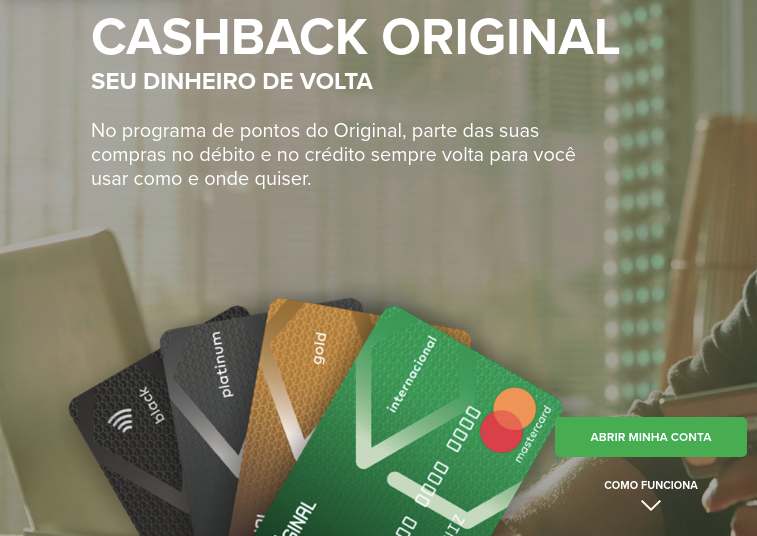 CASHBACK ORIGINAL
SEU DINHEIRO DE VOLTA
No programa de pontos do Original, parte das suas
compras no débito e no crédito sempre volta para você
usar como e onde quiser.
black
platinum
gold
internacional
mastercard
0000 0000
ABRIR MINHA CONTA
COMO FUNCIONA